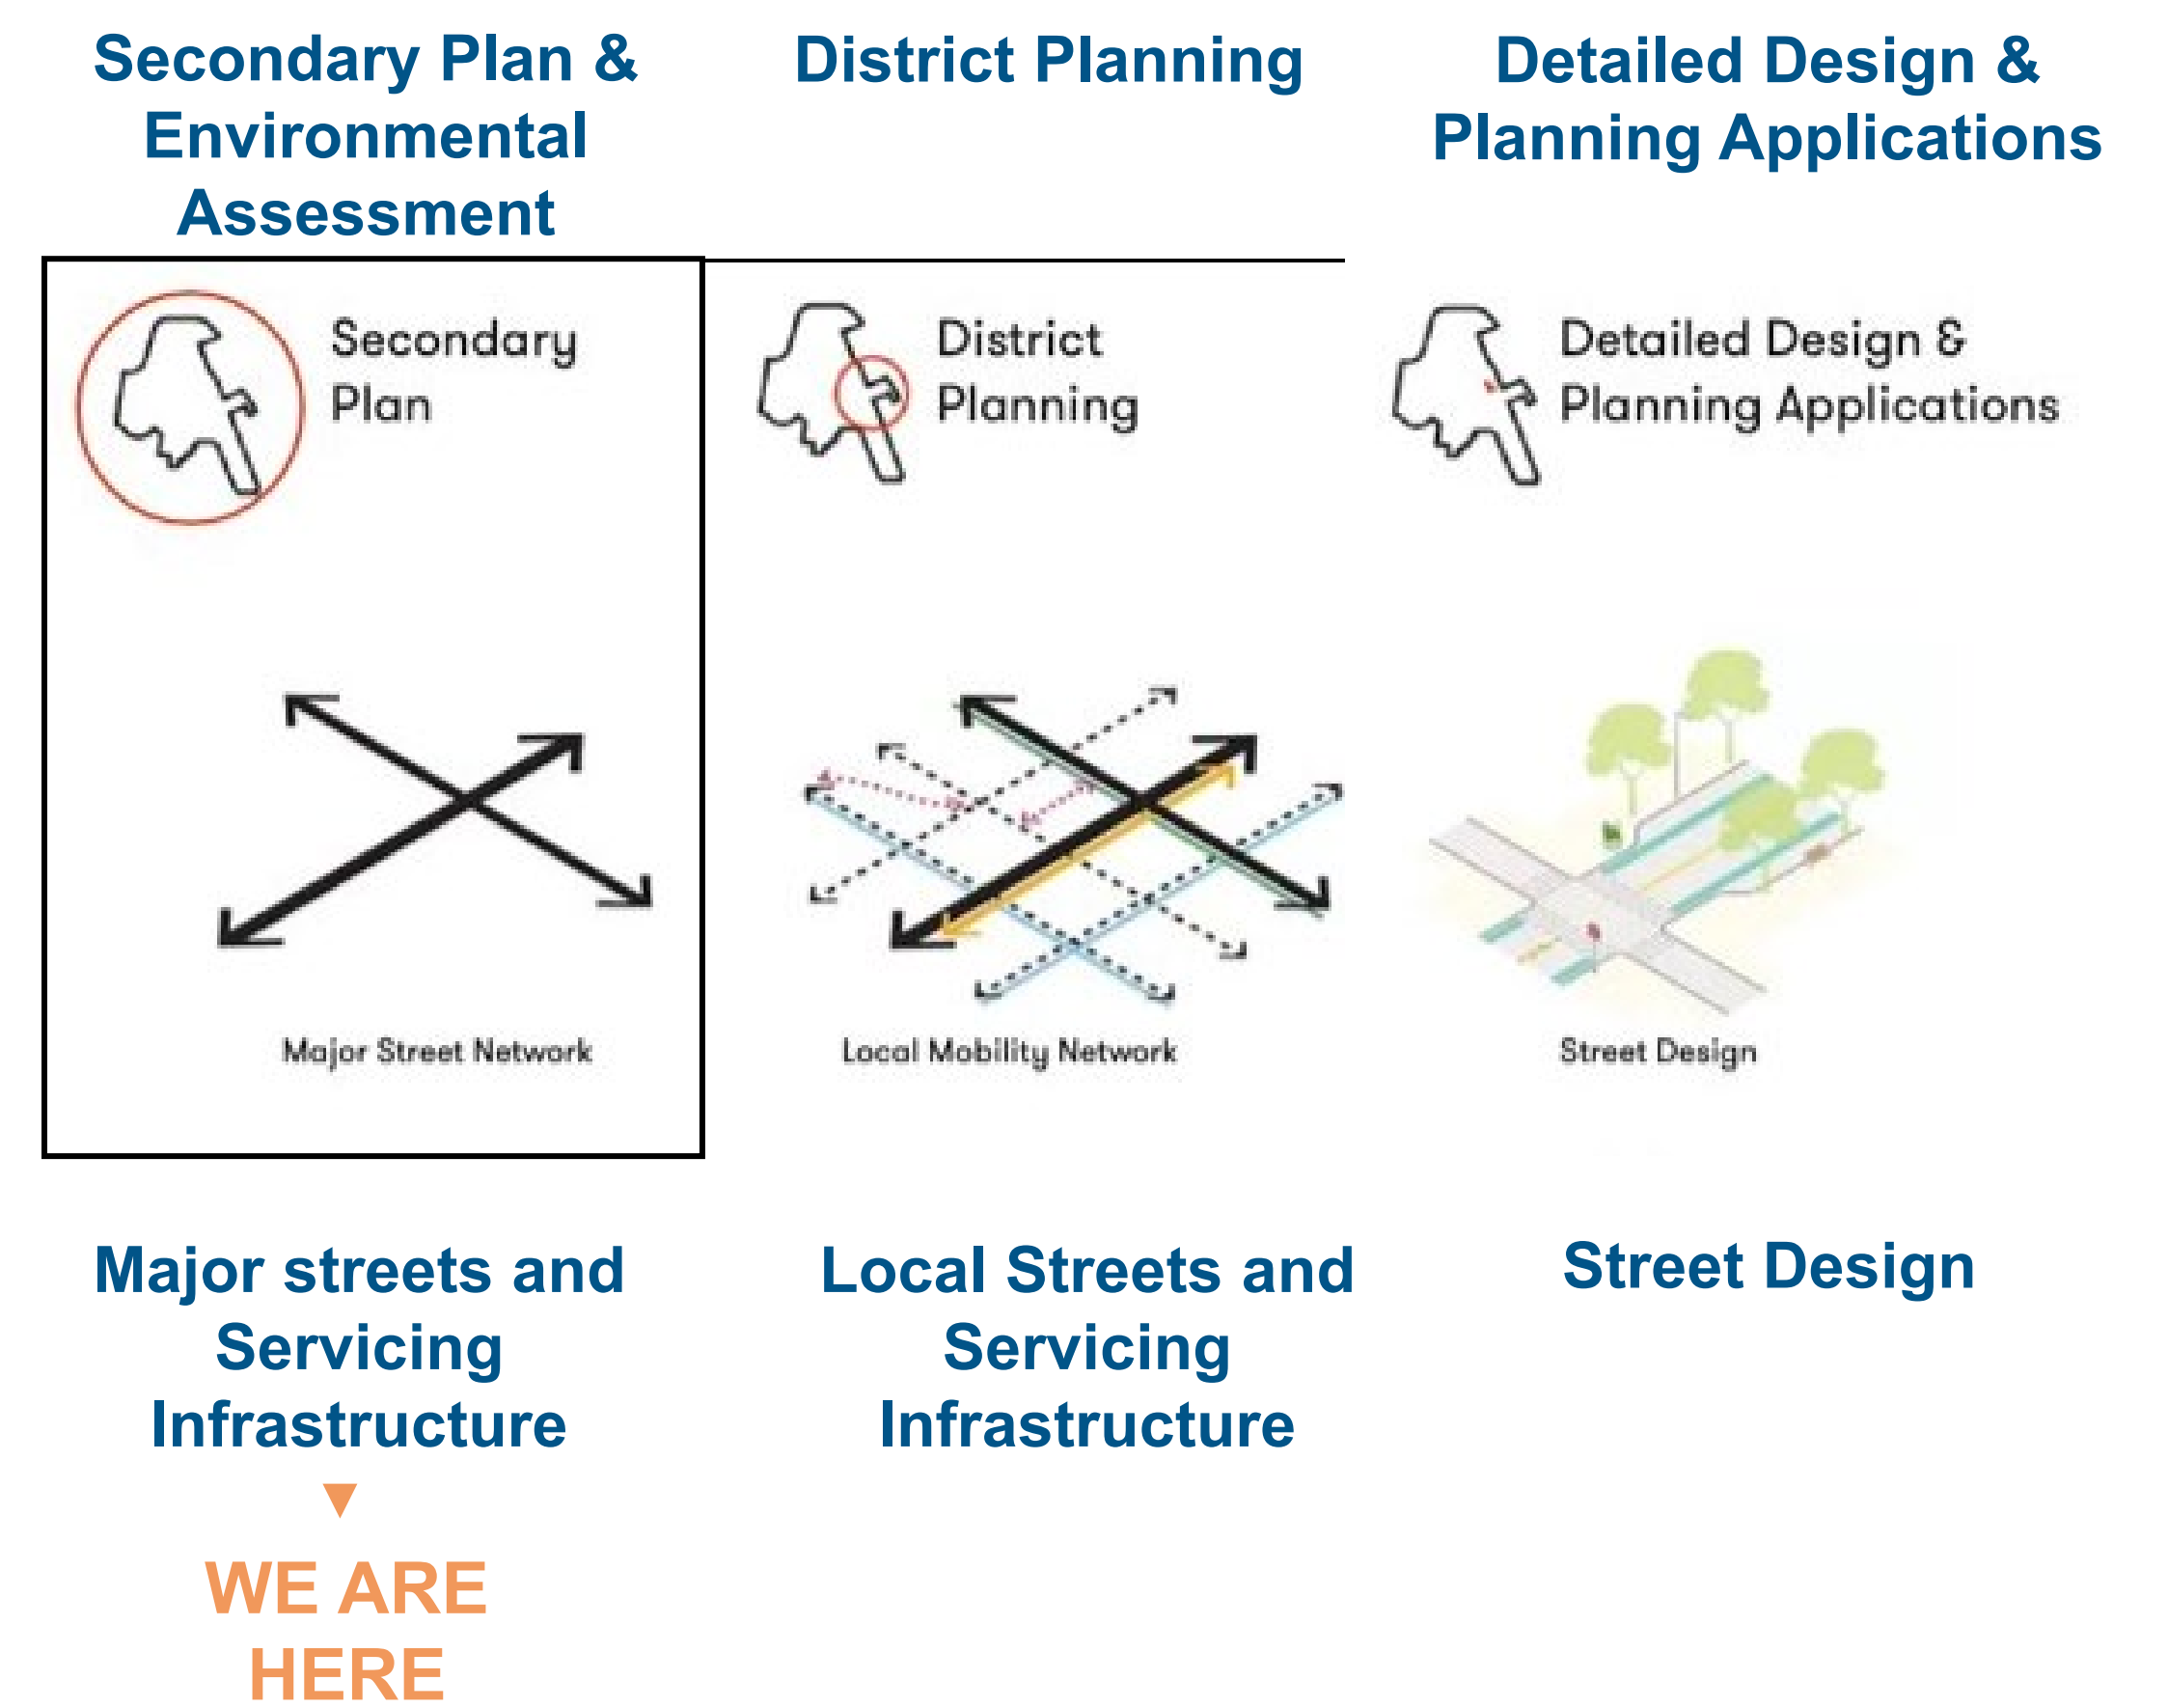 Secondary Plan &
Environmental
Assessment
District Planning
Detailed Design &
Planning Applications
Secondary
Plan
District
Planning
Detailed Design &
Planning Applications
Major Street Network
Local Mobility Network
Street Design
Major streets and
Servicing
Infrastructure
Local Streets and
Servicing
Infrastructure
Street Design
WE ARE
HERE